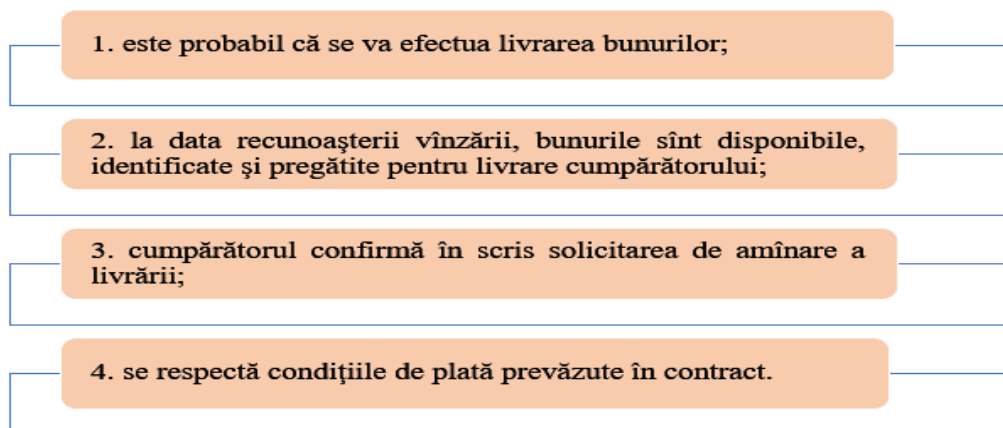 1. este probabil că se va efectua livrarea bunurilor;
2. la data recunoaşterii vînzării, bunurile sînt disponibile,
identificate şi pregătite pentru livrare cumpărătorului;
3. cumpărătorul confirmă în scris solicitarea de amînare a
livrării;
4. se respectă condiţiile de plată prevăzute în contract.